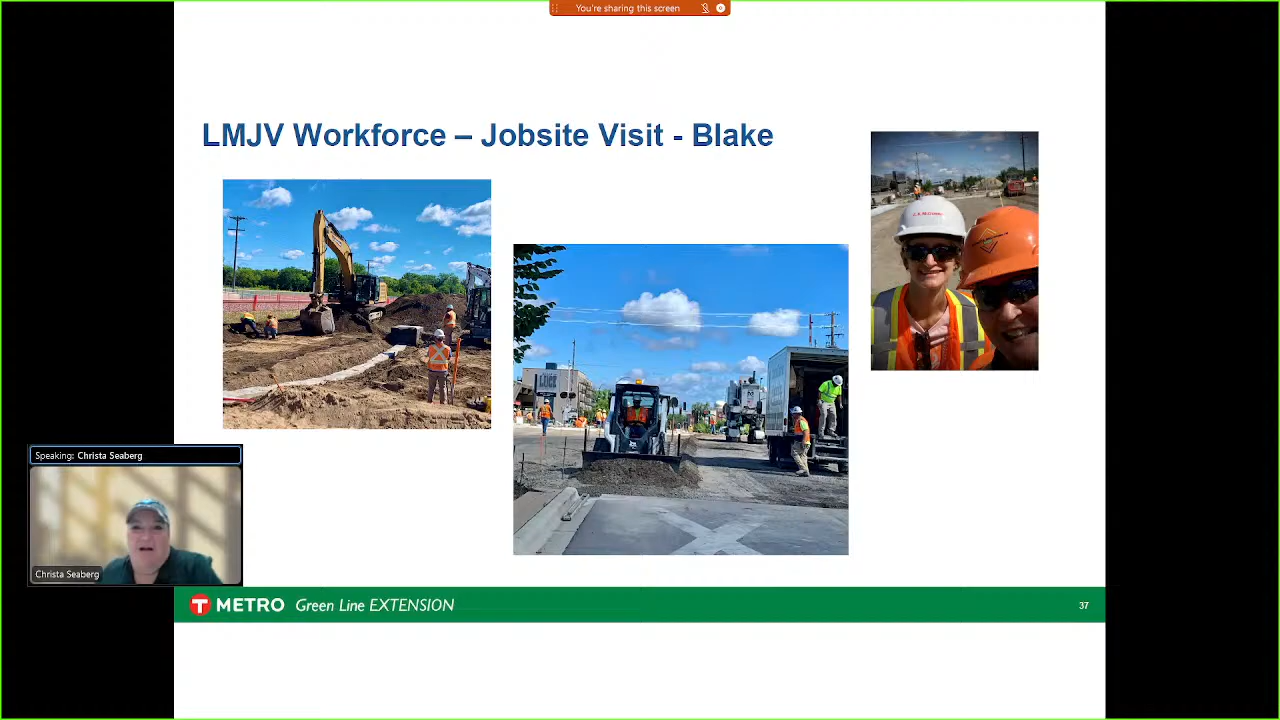 You're sharing this screen
LMJV Workforce – Jobsite Visit - Blake
Speaking: Christa Seaberg
Christa Seaberg
T METRO Green Line EXTENSION
37